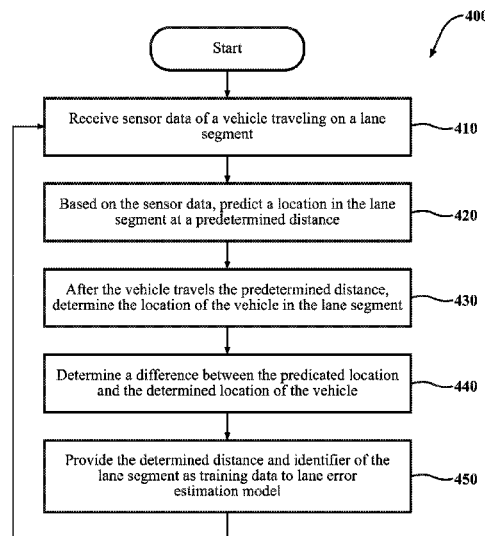 400
Start
Receive sensor data of a vehicle traveling on a lane
segment
410
Based on the sensor data, predict a location in the lane
segment at a predetermined distance
420
After the vehicle travels the predetermined distance,
determine the location of the vehicle in the lane segment
430
Determine a difference between the predicated location
and the determined location of the vehicle
440
Provide the determined distance and identifier of the
lane segment as training data to lane error
estimation model
450